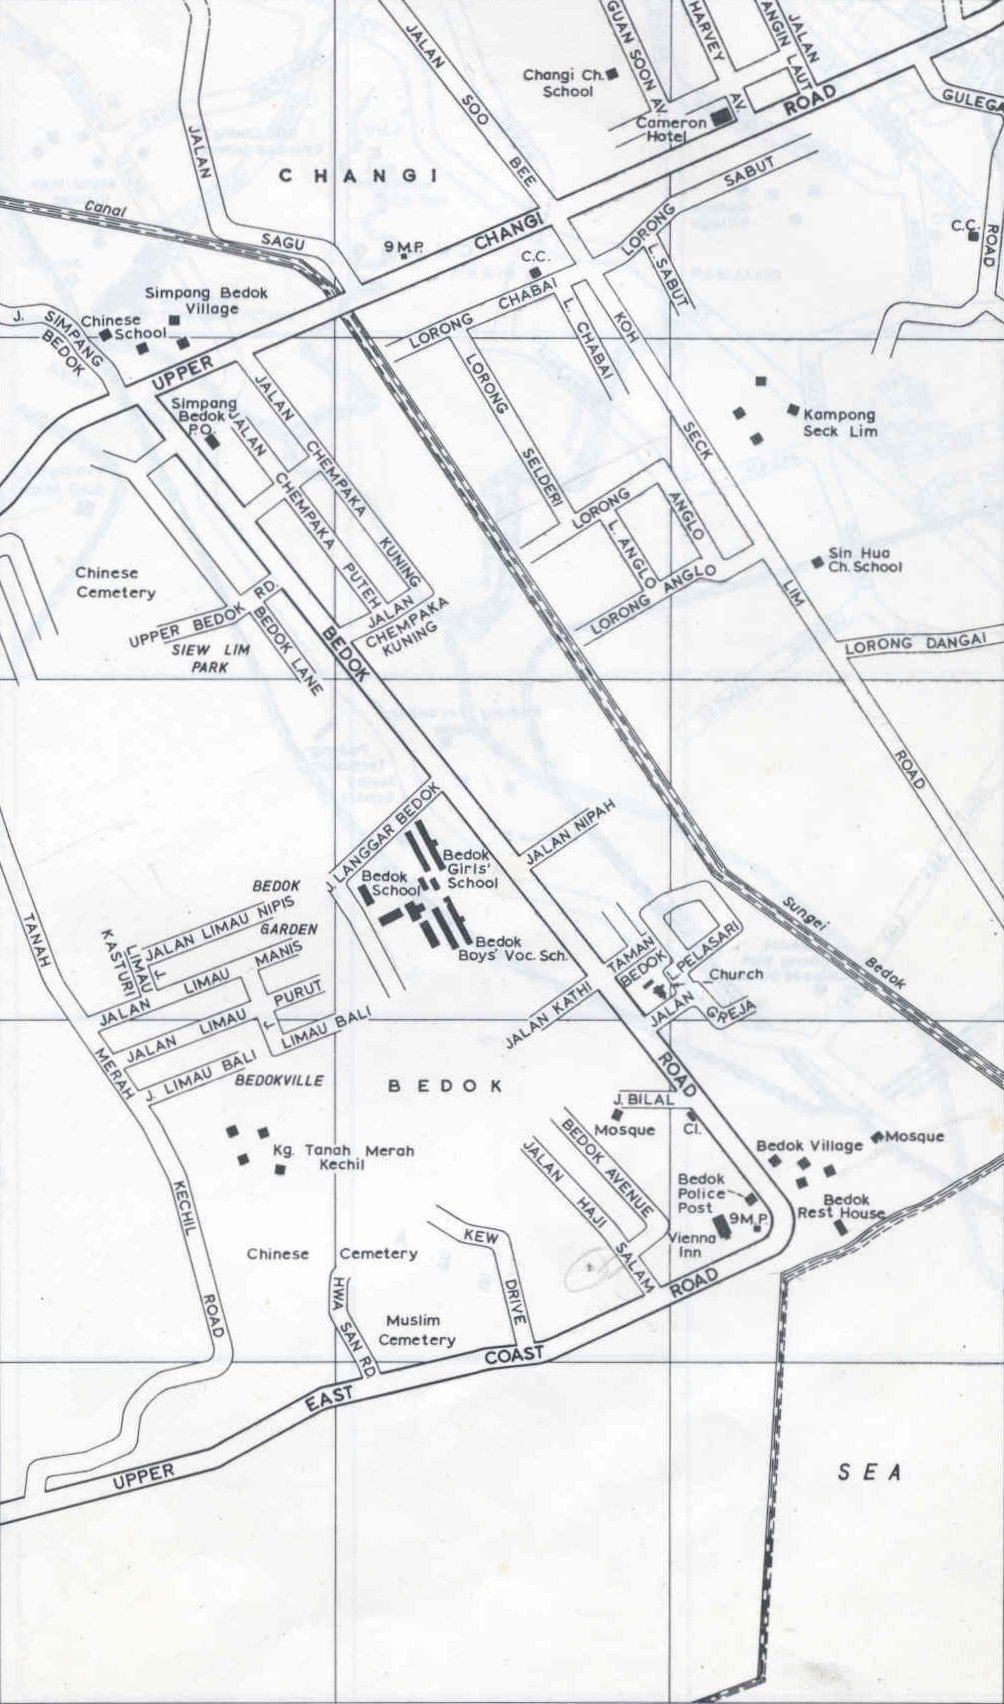 JALAN SOO BEE
GUAN SOON AV.
HARVEY AV.
JALAN
ANGIN LAUT
Changi Ch.
School
Cameron
Hotel
GULEGA
ROAD
JALAN SAGU
CHANGI
Canal
9 M.P.
UPPER CHANGI ROAD
LORONG SABUT
L. SABUT
C.C.
ROAD
C.C.
LORONG CHABAI
L. CHABAI
Simpang Bedok
Village
Chinese
School
J. SIMPANG
BEDOK
KOH SECK LIM ROAD
Simpang
Bedok
P.O.
JALAN CHEMPAKA KUNING
JALAN CHEMPAKA PUTEH
JALAN
CHEMPAKA
KUNING
LORONG SELDERI
LORONG ANGLO
L. ANGLO
LORONG ANGLO
Kampong
Seck Lim
Sin Hua
Ch. School
LORONG DANGAI
Chinese
Cemetery
UPPER BEDOK RD.
SIEW LIM
PARK
BEDOK LANE
BEDOK ROAD
J. LANGGAR BEDOK
JALAN NIPAH
Bedok
Girls'
School
Bedok
School
Bedok
Boys' Voc. Sch.
BEDOK
GARDEN
JALAN LIMAU NIPIS
LIMAU
KASTURI
JALAN LIMAU MANIS
JALAN LIMAU PURUT
LIMAU BALI
J. LIMAU BALI
BEDOKVILLE
TANAH MERAH KECHIL ROAD
TAMAN
BEDOK
L. PELASARI
Church
JALAN GREJA
JALAN KATHI
Sungei Bedok
BEDOK
J. BILAL
Mosque
Cl.
Bedok Village
Mosque
Kg. Tanah Merah
Kechil
BEDOK AVENUE
JALAN HAJI SALAM
Bedok
Police
Post
9 M.P.
Vienna
Inn
Bedok
Rest House
KEW DRIVE
Chinese Cemetery
HWA SAN RD.
Muslim
Cemetery
UPPER EAST COAST ROAD
SEA